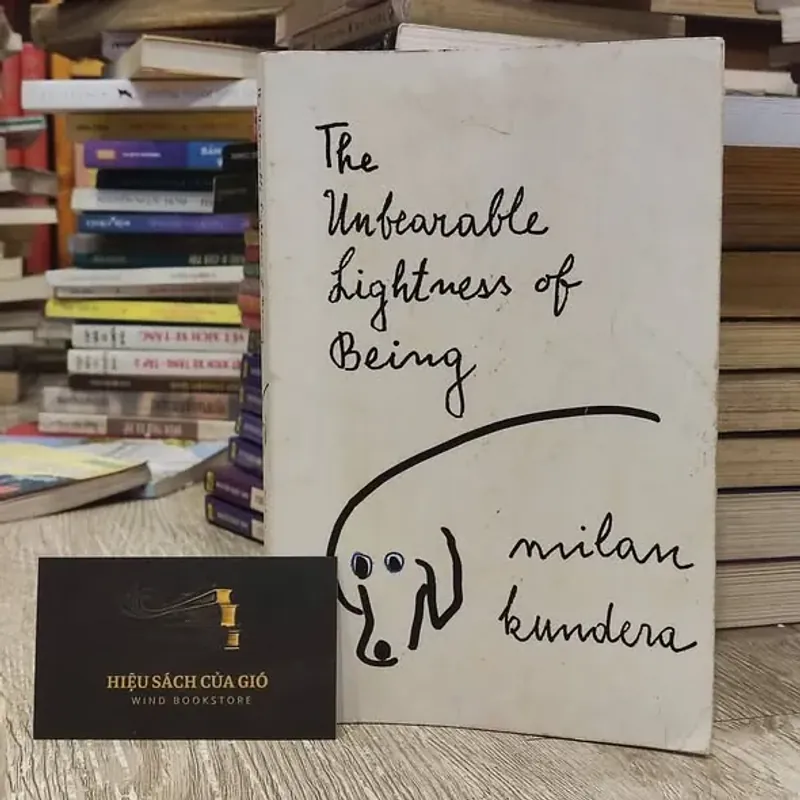 The
Unbearable
Lightness of
Being
milan
kundera
HIỆU SÁCH CỦA GIÓ
WIND BOOKSTORE